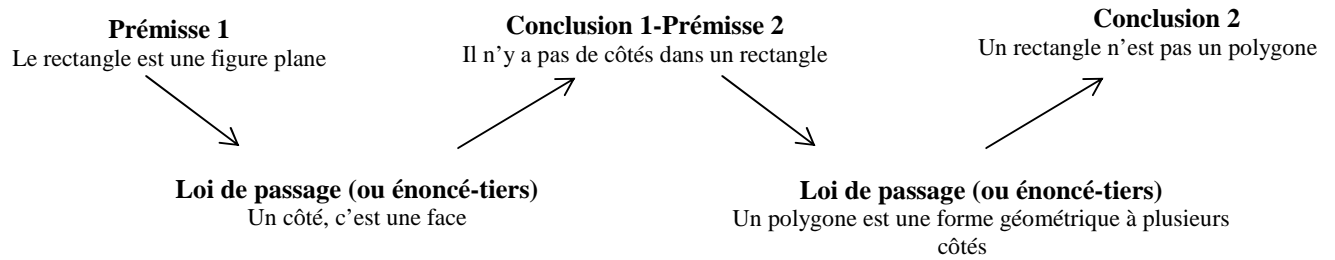 Prémisse 1
Le rectangle est une figure plane
Conclusion 1-Prémisse 2
Il n'y a pas de côtés dans un rectangle
Conclusion 2
Un rectangle n'est pas un polygone
Loi de passage (ou énoncé-tiers)
Un côté, c'est une face
Loi de passage (ou énoncé-tiers)
Un polygone est une forme géométrique à plusieurs
côtés